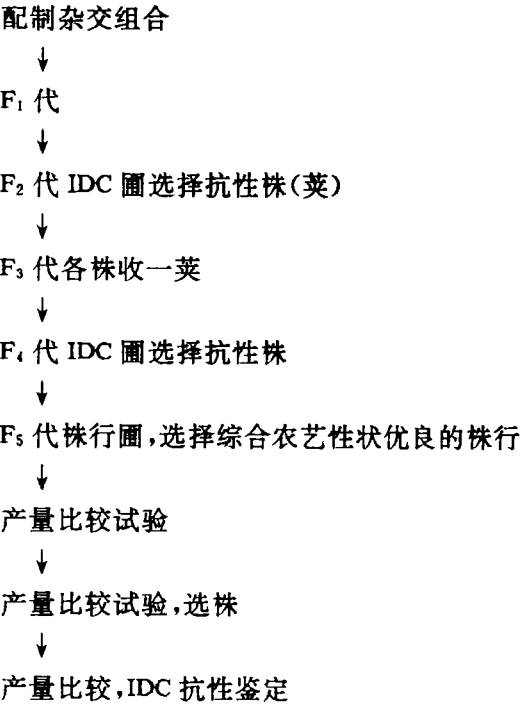 配制杂交组合
↓
F₁ 代
↓
F₂ 代 IDC 圃选择抗性株(荚)
↓
F₃ 代各株收一荚
↓
F₄ 代 IDC 圃选择抗性株
↓
F₅ 代株行圃,选择综合农艺性状优良的株行
↓
产量比较试验
↓
产量比较试验,选株
↓
产量比较,IDC 抗性鉴定